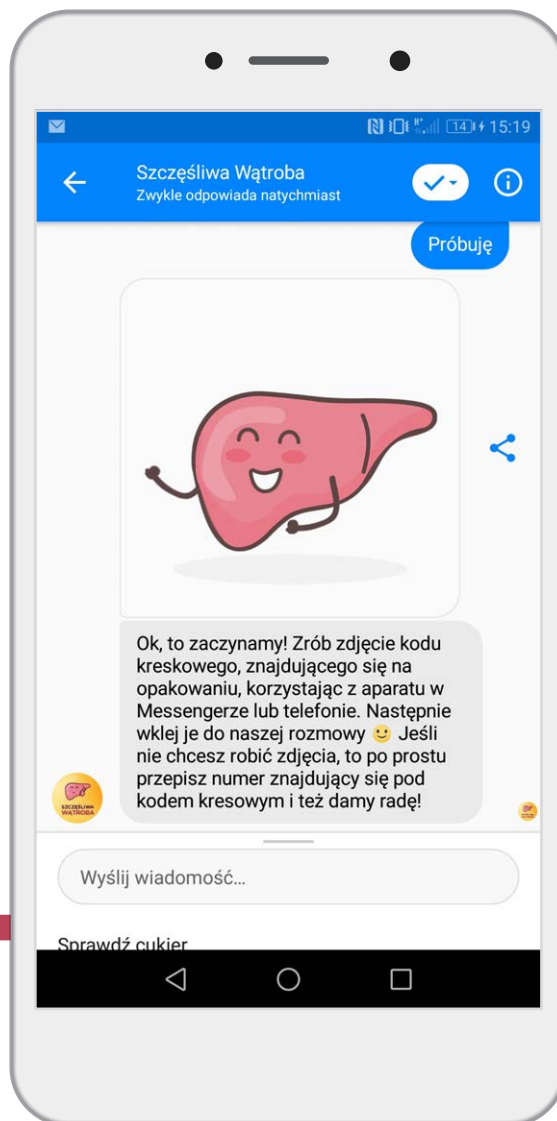 14 15:19
Szczęśliwa Wątroba
Zwykle odpowiada natychmiast
Próbuję
Ok, to zaczynamy! Zrób zdjęcie kodu
kreskowego, znajdującego się na
opakowaniu, korzystając z aparatu w
Messengerze lub telefonie. Następnie
wklej je do naszej rozmowy 🙂 Jeśli
nie chcesz robić zdjęcia, to po prostu
przepisz numer znajdujący się pod
kodem kresowym i też damy radę!
SZCZĘŚLIWA
WĄTROBA
Wyślij wiadomość...
Sprawdź cukier